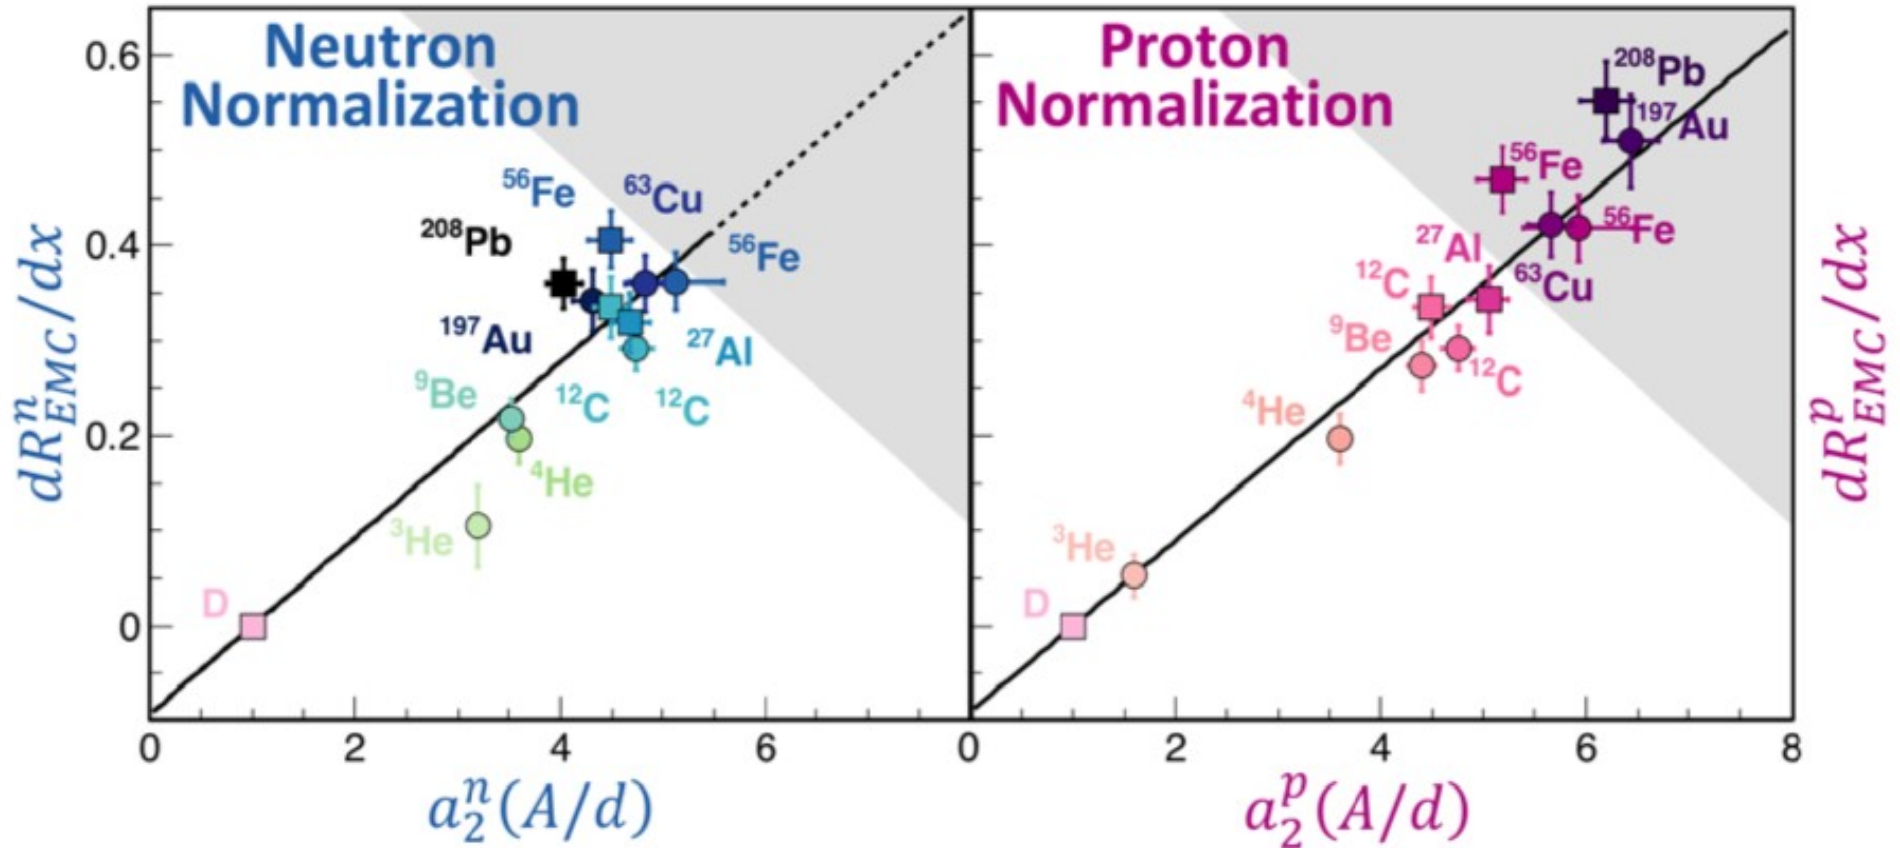 Neutron
Normalization
Proton
Normalization
0.6
0.4
0.2
0
dR^n_EMC/dx
⁵⁶Fe
⁶³Cu
²⁰⁸Pb
⁵⁶Fe
¹⁹⁷Au
²⁷Al
⁹Be
¹²C
¹²C
⁴He
³He
D
²⁰⁸Pb
¹⁹⁷Au
⁵⁶Fe
⁵⁶Fe
²⁷Al
¹²C
⁶³Cu
⁹Be
¹²C
⁴He
³He
D
dR^p_EMC/dx
0 2 4 6 0 2 4 6 8
a^n_2(A/d)
a^p_2(A/d)